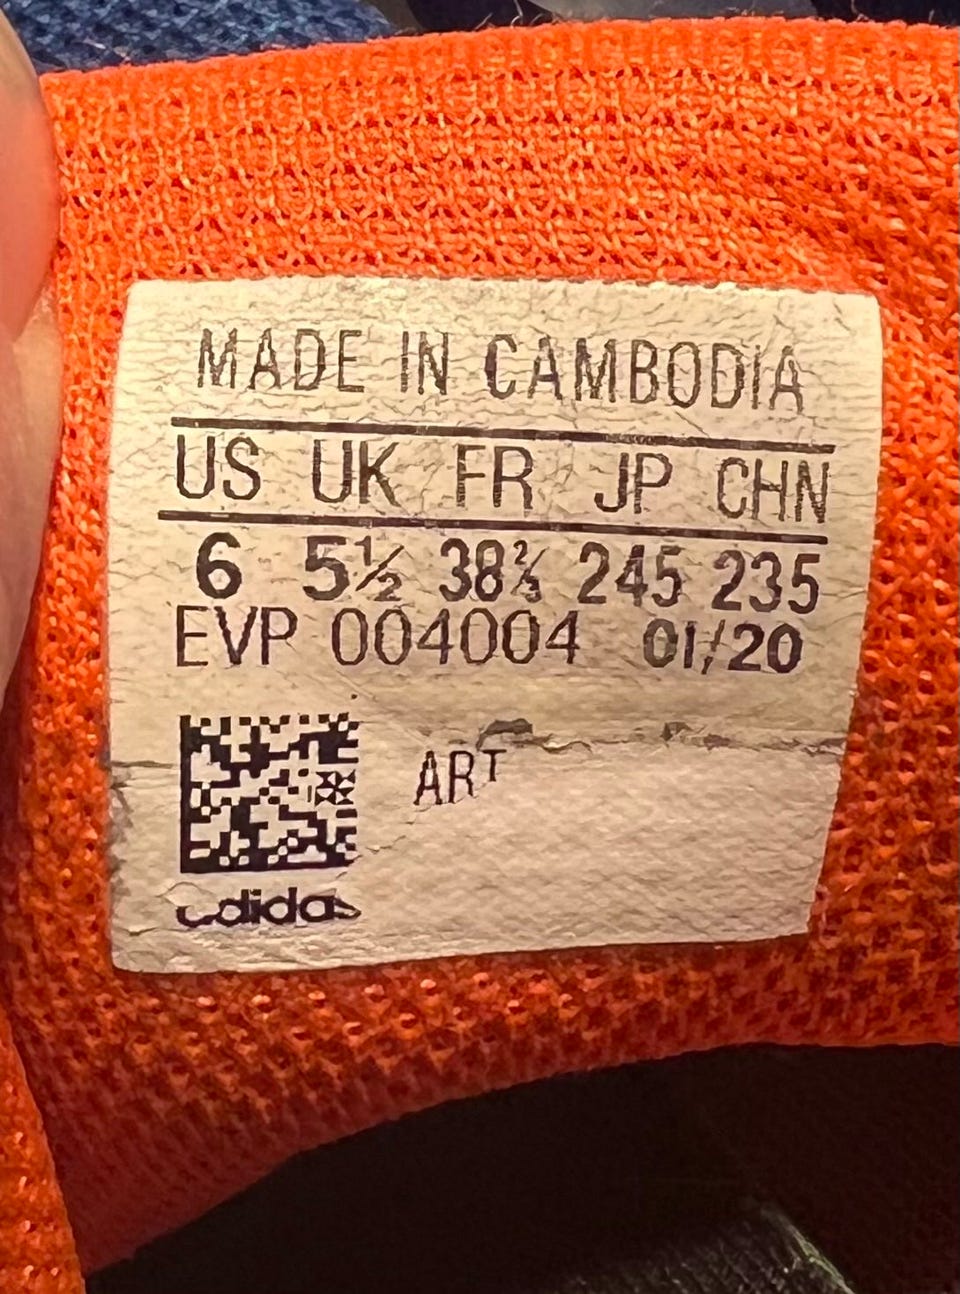 MADE IN CAMBODIA
US UK FR JP CHN
6 5½ 38⅔ 245 235
EVP 004004 01/20
ART
adidas